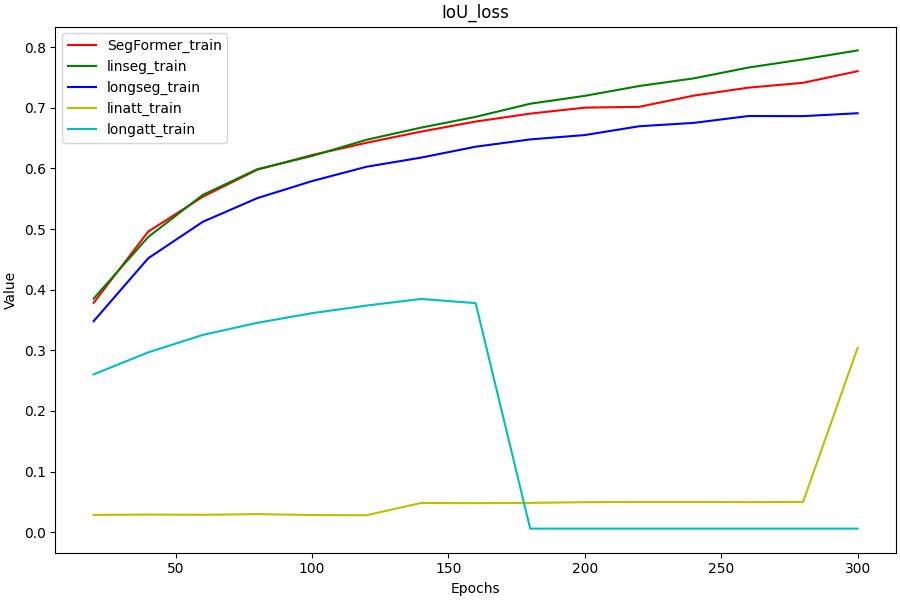 IoU_loss
SegFormer_train
linseg_train
longseg_train
linatt_train
longatt_train
Value
0.8
0.7
0.6
0.5
0.4
0.3
0.2
0.1
0.0
50 100 150 200 250 300
Epochs